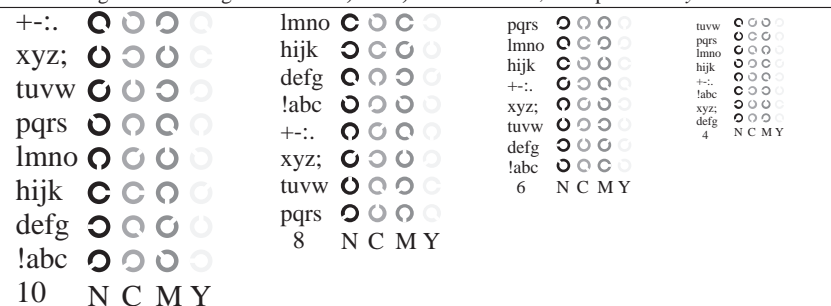 +-:.
xyz;
tuvw
pqrs
lmno
hijk
defg
!abc
10 N C M Y
lmno
hijk
defg
!abc
+-:.
xyz;
tuvw
pqrs
8 N C M Y
pqrs
lmno
hijk
+-:.
xyz;
tuvw
defg
!abc
6 N C M Y
tuvw
pqrs
lmno
hijk
+-:.
!abc
xyz;
defg
4 N C M Y